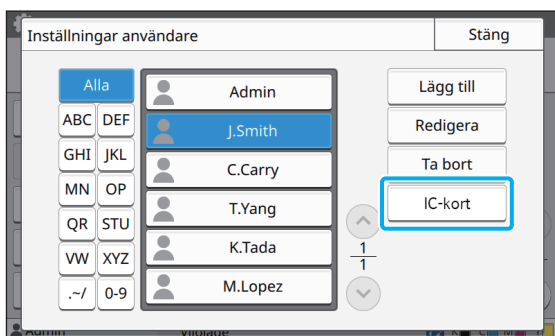 Inställningar användare
Stäng
Alla
ABC DEF
GHI JKL
MN OP
QR STU
VW XYZ
.~/ 0-9
Admin
J.Smith
C.Carry
T.Yang
K.Tada
M.Lopez
1
1
Lägg till
Redigera
Ta bort
IC-kort
Admin